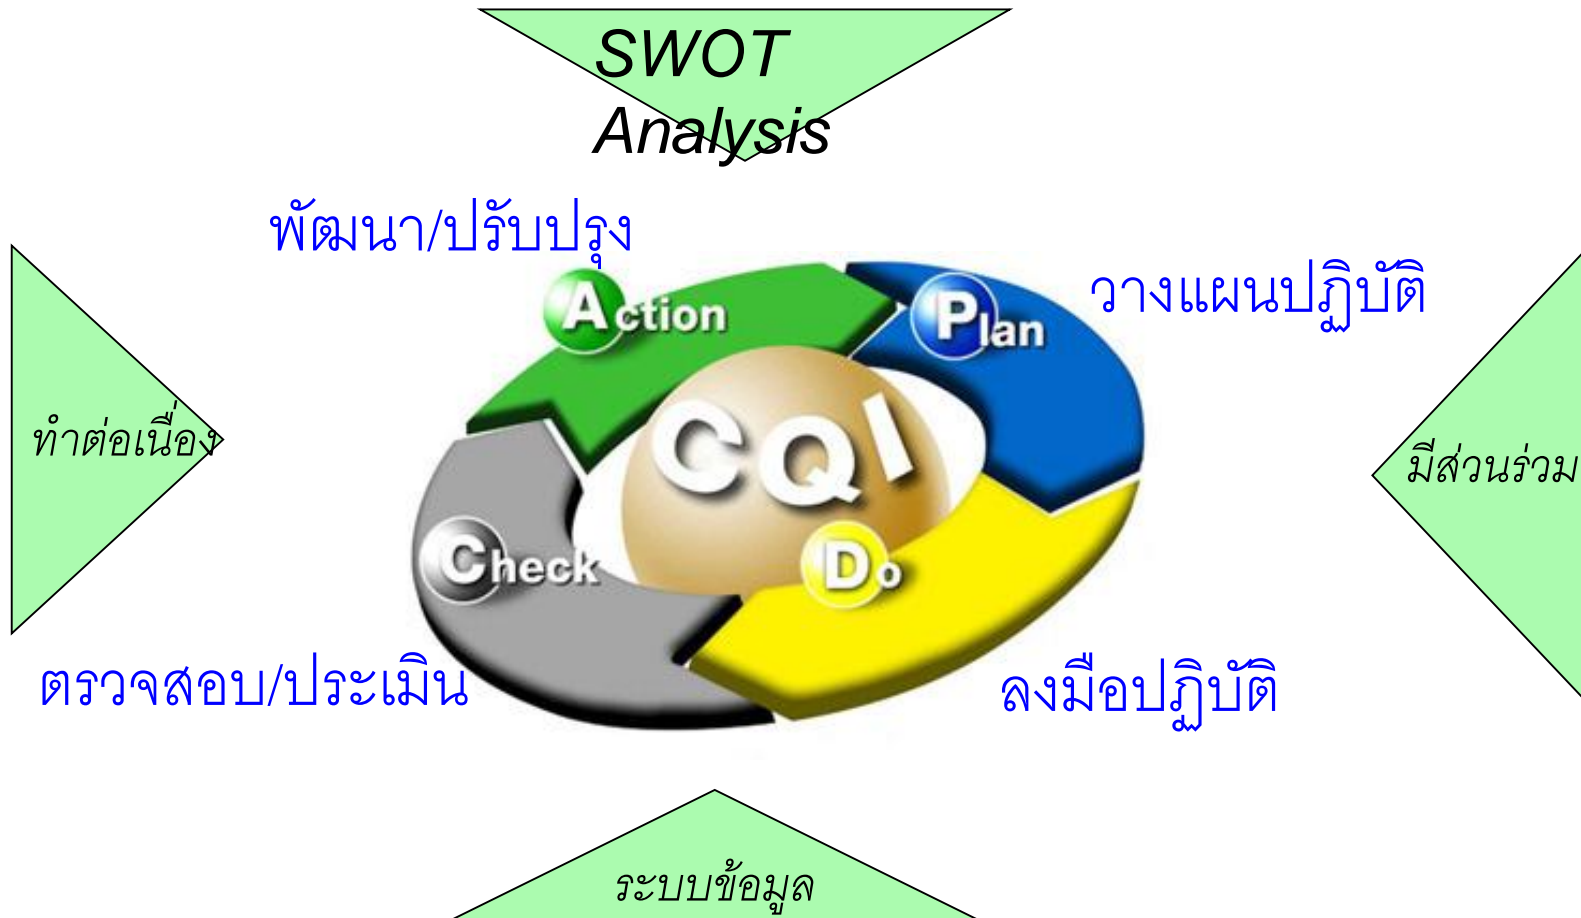 SWOT
Analysis
พัฒนา/ปรับปรุง
วางแผนปฏิบัติ
Action
Plan
ทำต่อเนื่อง
CQI
มีส่วนร่วม
Check
Do
ตรวจสอบ/ประเมิน
ลงมือปฏิบัติ
ระบบข้อมูล